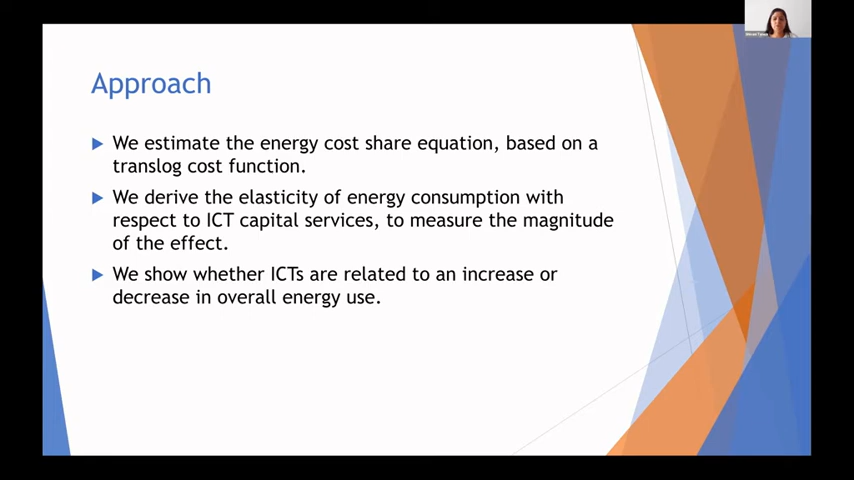 Approach
We estimate the energy cost share equation, based on a
translog cost function.
We derive the elasticity of energy consumption with
respect to ICT capital services, to measure the magnitude
of the effect.
We show whether ICTs are related to an increase or
decrease in overall energy use.